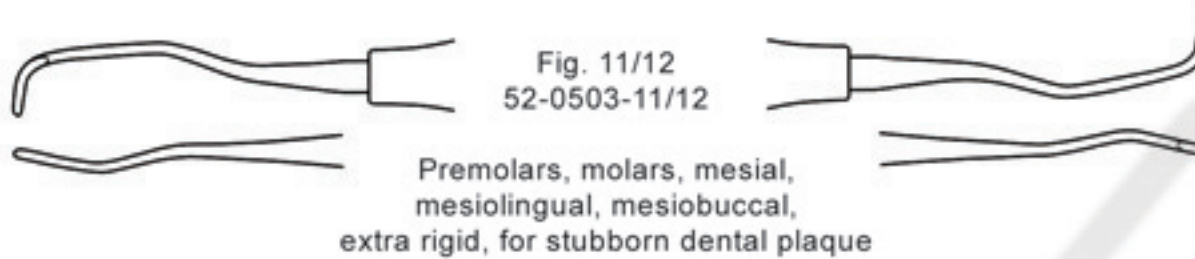 Fig. 11/12
52-0503-11/12
Premolars, molars, mesial,
mesiolingual, mesiobuccal,
extra rigid, for stubborn dental plaque